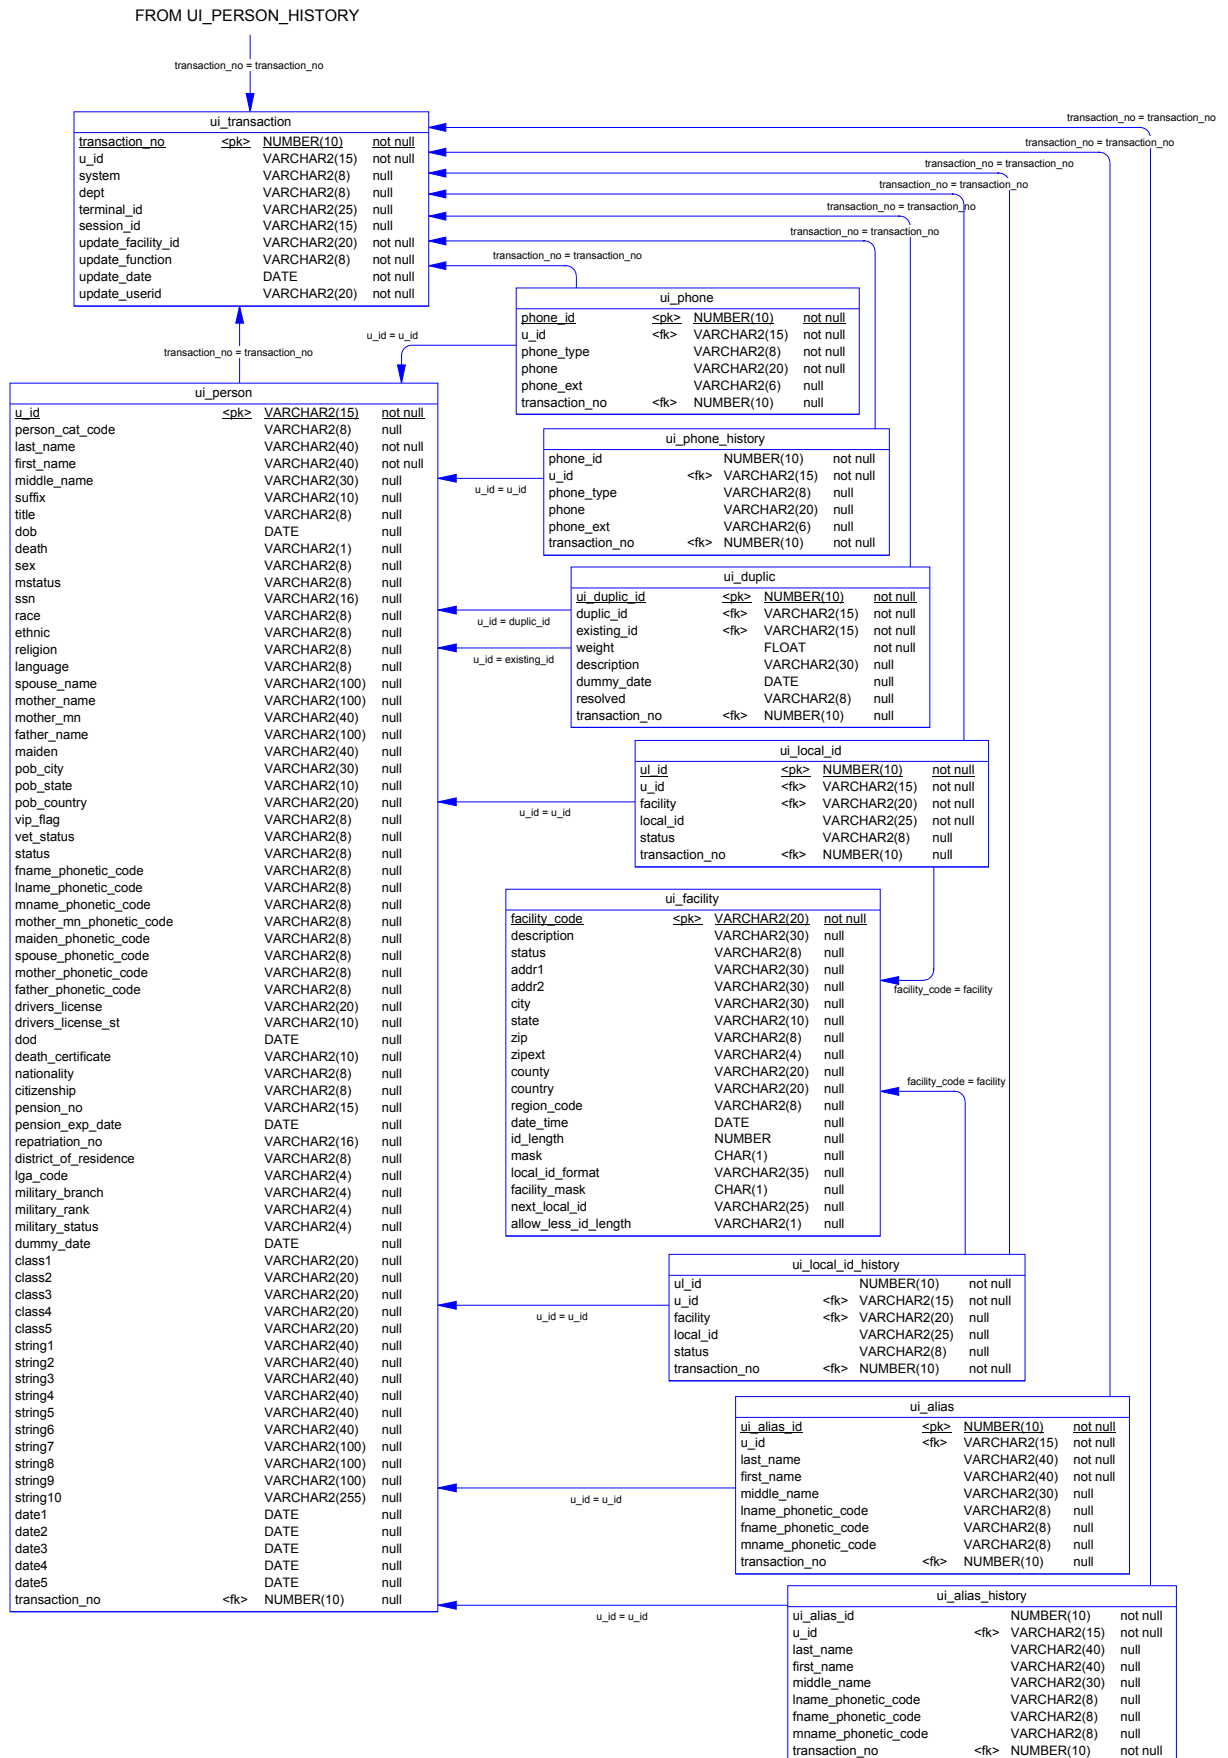 FROM UI_PERSON_HISTORY
transaction_no = transaction_no
ui_transaction
transaction_no <pk> NUMBER(10) not null
u_id VARCHAR2(15) not null
system VARCHAR2(8) null
dept VARCHAR2(8) null
terminal_id VARCHAR2(25) null
session_id VARCHAR2(15) null
update_facility_id VARCHAR2(20) not null
update_function VARCHAR2(8) not null
update_date DATE not null
update_userid VARCHAR2(20) not null
transaction_no = transaction_no
transaction_no = transaction_no
transaction_no = transaction_no
transaction_no = transaction_no
transaction_no = transaction_no
transaction_no = transaction_no
transaction_no = transaction_no
transaction_no = transaction_no
ui_phone
phone_id <pk> NUMBER(10) not null
u_id <fk> VARCHAR2(15) not null
phone_type VARCHAR2(8) not null
phone VARCHAR2(20) not null
phone_ext VARCHAR2(6) null
transaction_no <fk> NUMBER(10) null
u_id = u_id
ui_person
u_id <pk> VARCHAR2(15) not null
person_cat_code VARCHAR2(8) null
last_name VARCHAR2(40) not null
first_name VARCHAR2(40) not null
middle_name VARCHAR2(30) null
suffix VARCHAR2(10) null
title VARCHAR2(8) null
dob DATE null
death VARCHAR2(1) null
sex VARCHAR2(8) null
mstatus VARCHAR2(8) null
ssn VARCHAR2(16) null
race VARCHAR2(8) null
ethnic VARCHAR2(8) null
religion VARCHAR2(8) null
language VARCHAR2(8) null
spouse_name VARCHAR2(100) null
mother_name VARCHAR2(100) null
mother_mn VARCHAR2(40) null
father_name VARCHAR2(100) null
maiden VARCHAR2(40) null
pob_city VARCHAR2(30) null
pob_state VARCHAR2(10) null
pob_country VARCHAR2(20) null
vip_flag VARCHAR2(8) null
vet_status VARCHAR2(8) null
status VARCHAR2(8) null
fname_phonetic_code VARCHAR2(8) null
lname_phonetic_code VARCHAR2(8) null
mname_phonetic_code VARCHAR2(8) null
mother_mn_phonetic_code VARCHAR2(8) null
maiden_phonetic_code VARCHAR2(8) null
spouse_phonetic_code VARCHAR2(8) null
mother_phonetic_code VARCHAR2(8) null
father_phonetic_code VARCHAR2(8) null
drivers_license VARCHAR2(20) null
drivers_license_st VARCHAR2(10) null
dod DATE null
death_certificate VARCHAR2(10) null
nationality VARCHAR2(8) null
citizenship VARCHAR2(8) null
pension_no VARCHAR2(15) null
pension_exp_date DATE null
repatriation_no VARCHAR2(16) null
district_of_residence VARCHAR2(8) null
lga_code VARCHAR2(4) null
military_branch VARCHAR2(4) null
military_rank VARCHAR2(4) null
military_status VARCHAR2(4) null
dummy_date DATE null
class1 VARCHAR2(20) null
class2 VARCHAR2(20) null
class3 VARCHAR2(20) null
class4 VARCHAR2(20) null
class5 VARCHAR2(20) null
string1 VARCHAR2(40) null
string2 VARCHAR2(40) null
string3 VARCHAR2(40) null
string4 VARCHAR2(40) null
string5 VARCHAR2(40) null
string6 VARCHAR2(40) null
string7 VARCHAR2(100) null
string8 VARCHAR2(100) null
string9 VARCHAR2(100) null
string10 VARCHAR2(255) null
date1 DATE null
date2 DATE null
date3 DATE null
date4 DATE null
date5 DATE null
transaction_no <fk> NUMBER(10) null
ui_phone_history
phone_id NUMBER(10) not null
u_id <fk> VARCHAR2(15) not null
phone_type VARCHAR2(8) null
phone VARCHAR2(20) null
phone_ext VARCHAR2(6) null
transaction_no <fk> NUMBER(10) not null
u_id = u_id
ui_duplic
ui_duplic_id <pk> NUMBER(10) not null
duplic_id <fk> VARCHAR2(15) not null
existing_id <fk> VARCHAR2(15) not null
weight FLOAT not null
description VARCHAR2(30) null
dummy_date DATE null
resolved VARCHAR2(8) null
transaction_no <fk> NUMBER(10) null
u_id = duplic_id
u_id = existing_id
ui_local_id
ul_id <pk> NUMBER(10) not null
u_id <fk> VARCHAR2(15) not null
facility <fk> VARCHAR2(20) not null
local_id VARCHAR2(25) not null
status VARCHAR2(8) null
transaction_no <fk> NUMBER(10) null
u_id = u_id
ui_facility
facility_code <pk> VARCHAR2(20) not null
description VARCHAR2(30) null
status VARCHAR2(8) null
addr1 VARCHAR2(30) null
addr2 VARCHAR2(30) null
city VARCHAR2(30) null
state VARCHAR2(10) null
zip VARCHAR2(8) null
zipext VARCHAR2(4) null
county VARCHAR2(20) null
country VARCHAR2(20) null
region_code VARCHAR2(8) null
date_time DATE null
id_length NUMBER null
mask CHAR(1) null
local_id_format VARCHAR2(35) null
facility_mask CHAR(1) null
next_local_id VARCHAR2(25) null
allow_less_id_length VARCHAR2(1) null
facility_code = facility
facility_code = facility
ui_local_id_history
ul_id NUMBER(10) not null
u_id <fk> VARCHAR2(15) not null
facility <fk> VARCHAR2(20) null
local_id VARCHAR2(25) null
status VARCHAR2(8) null
transaction_no <fk> NUMBER(10) not null
u_id = u_id
ui_alias
ui_alias_id <pk> NUMBER(10) not null
u_id <fk> VARCHAR2(15) not null
last_name VARCHAR2(40) not null
first_name VARCHAR2(40) not null
middle_name VARCHAR2(30) null
lname_phonetic_code VARCHAR2(8) null
fname_phonetic_code VARCHAR2(8) null
mname_phonetic_code VARCHAR2(8) null
transaction_no <fk> NUMBER(10) null
u_id = u_id
ui_alias_history
ui_alias_id NUMBER(10) not null
u_id <fk> VARCHAR2(15) not null
last_name VARCHAR2(40) null
first_name VARCHAR2(40) null
middle_name VARCHAR2(30) null
lname_phonetic_code VARCHAR2(8) null
fname_phonetic_code VARCHAR2(8) null
mname_phonetic_code VARCHAR2(8) null
transaction_no <fk> NUMBER(10) not null
u_id = u_id